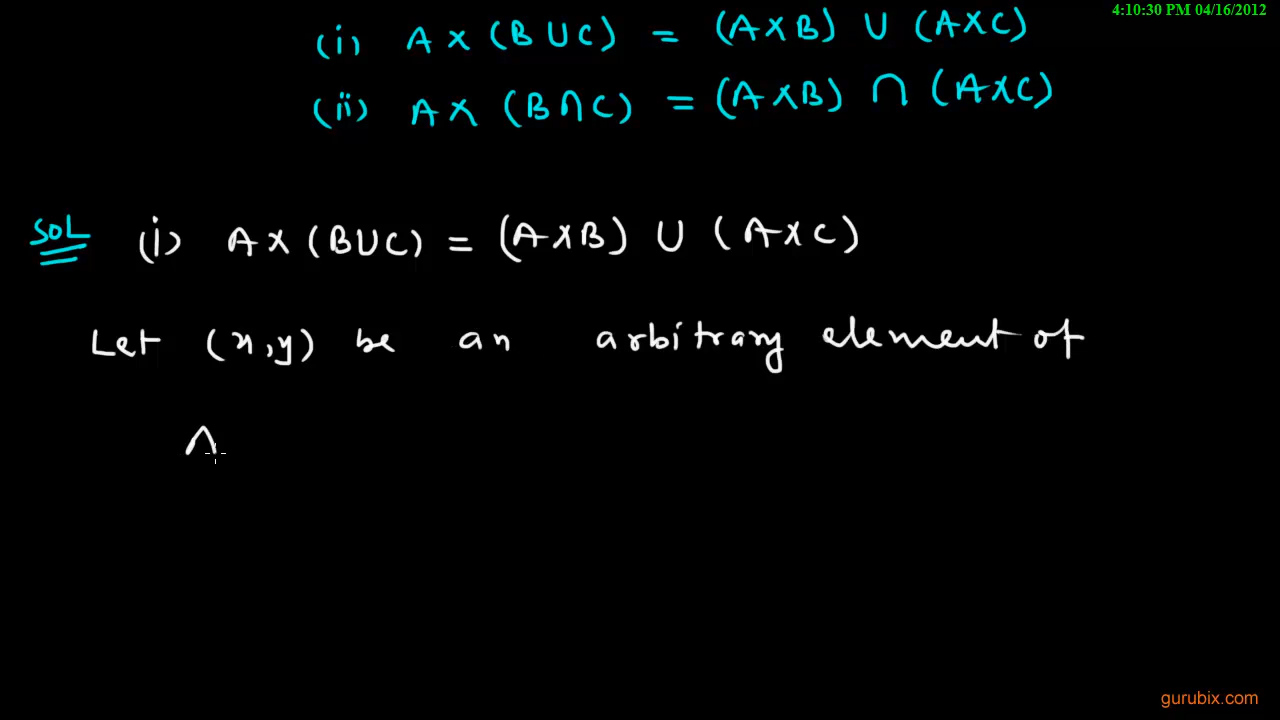 4:10:30 PM 04/16/2012
(i) A × (B ∪ C) = (A×B) ∪ (A×C)
(ii) A × (B ∩ C) = (A×B) ∩ (A×C)
SOL (i) A × (B∪C) = (A×B) ∪ (A×C)
Let (x,y) be an arbitrary element of
gurubix.com